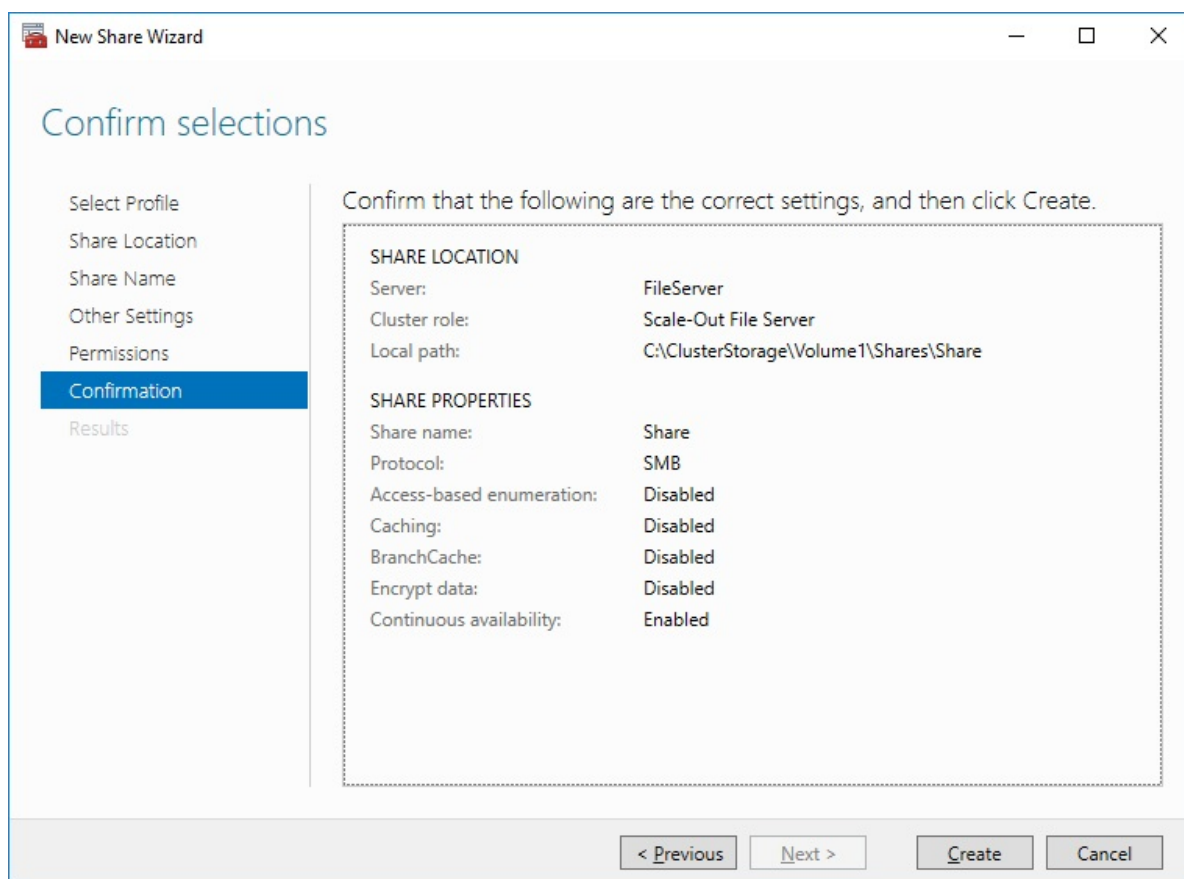 New Share Wizard
Confirm selections
Select Profile
Share Location
Share Name
Other Settings
Permissions
Confirmation
Results
Confirm that the following are the correct settings, and then click Create.
SHARE LOCATION
Server: FileServer
Cluster role: Scale-Out File Server
Local path: C:\ClusterStorage\Volume1\Shares\Share
SHARE PROPERTIES
Share name: Share
Protocol: SMB
Access-based enumeration: Disabled
Caching: Disabled
BranchCache: Disabled
Encrypt data: Disabled
Continuous availability: Enabled
< Previous Next > Create Cancel